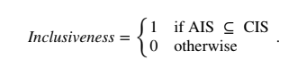 Inclusiveness = { 1 if AIS ⊆ CIS
0 otherwise .